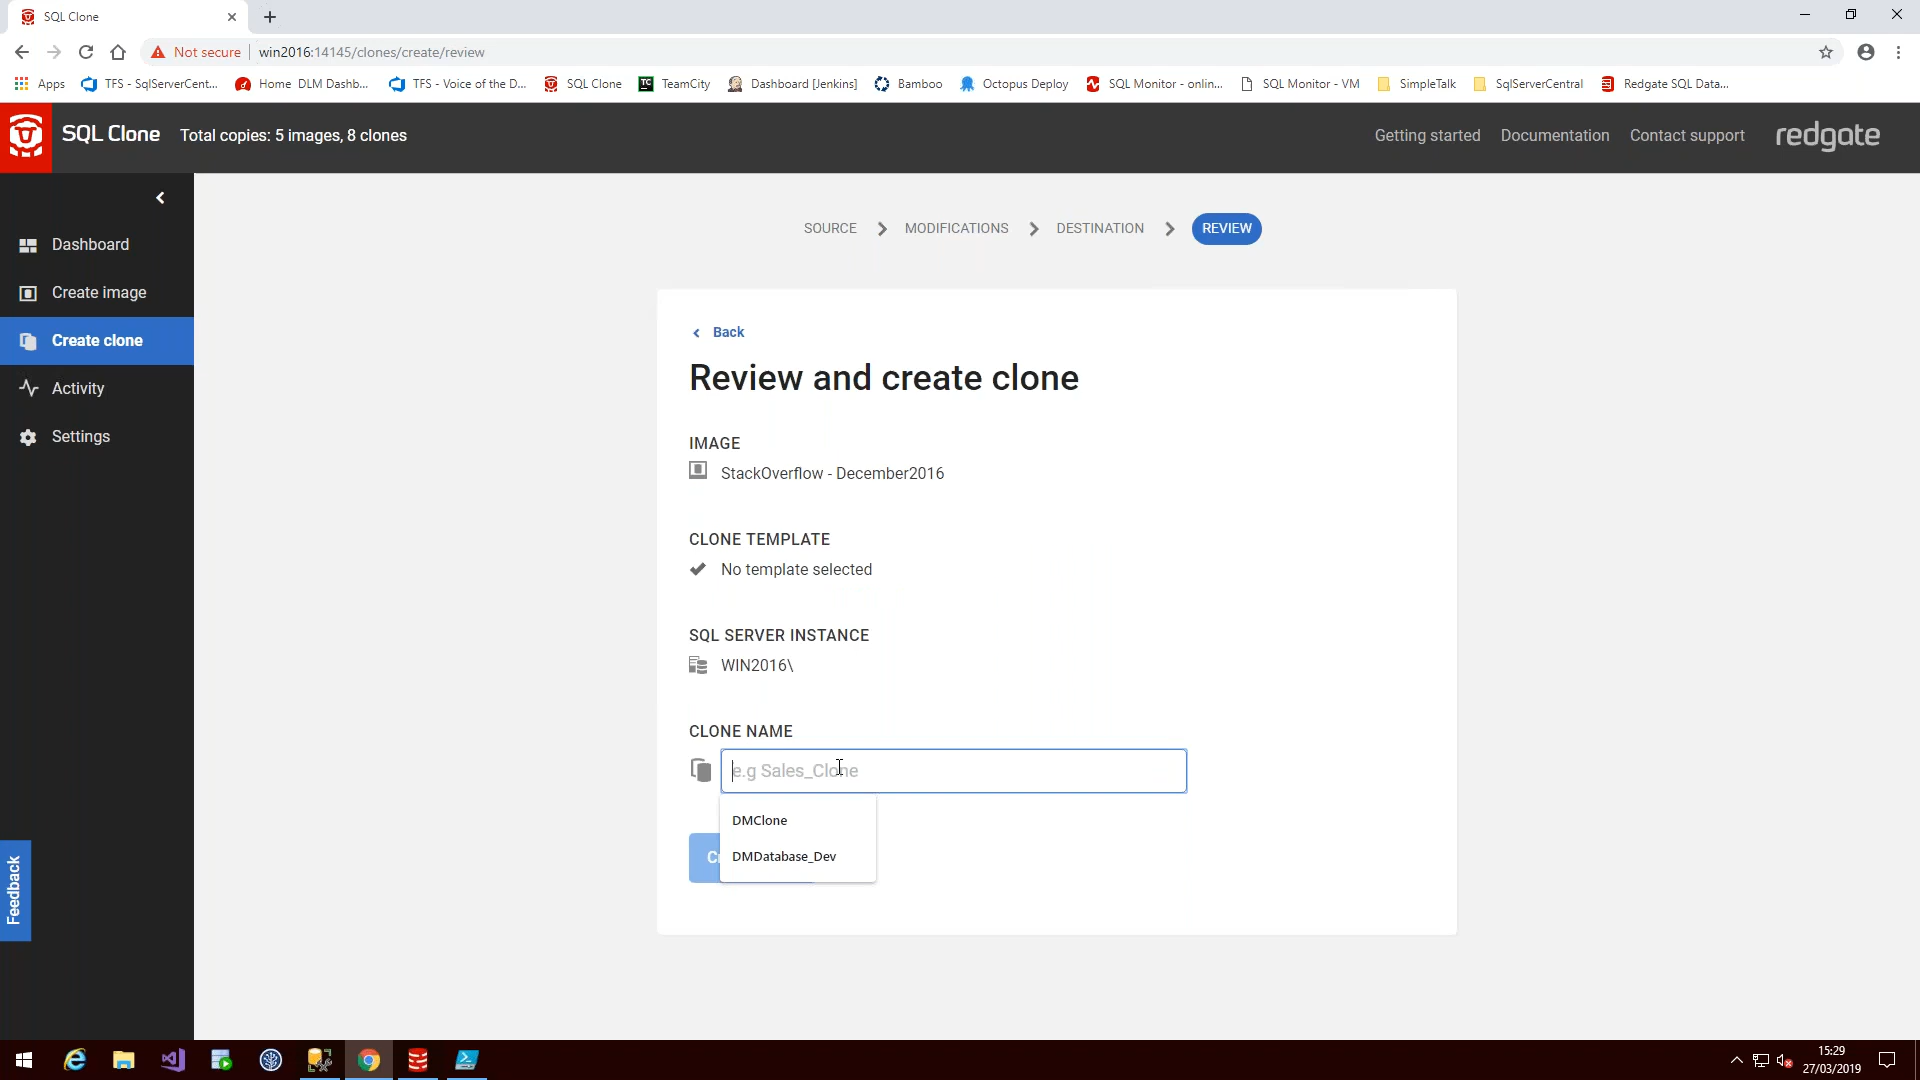 SQL Clone
Not secure
win2016:14145/clones/create/review
Apps
TFS - SqlServerCent...
Home DLM Dashb...
TFS - Voice of the D...
SQL Clone
TeamCity
Dashboard [Jenkins]
Bamboo
Octopus Deploy
SQL Monitor - onlin...
SQL Monitor - VM
SimpleTalk
SqlServerCentral
Redgate SQL Data...
SQL Clone
Total copies: 5 images, 8 clones
Getting started
Documentation
Contact support
redgate
Dashboard
Create image
Create clone
Activity
Settings
Feedback
SOURCE
MODIFICATIONS
DESTINATION
REVIEW
Back
Review and create clone
IMAGE
StackOverflow - December2016
CLONE TEMPLATE
No template selected
SQL SERVER INSTANCE
WIN2016\
CLONE NAME
e.g Sales_Clone
DMClone
DMDatabase_Dev
15:29
27/03/2019